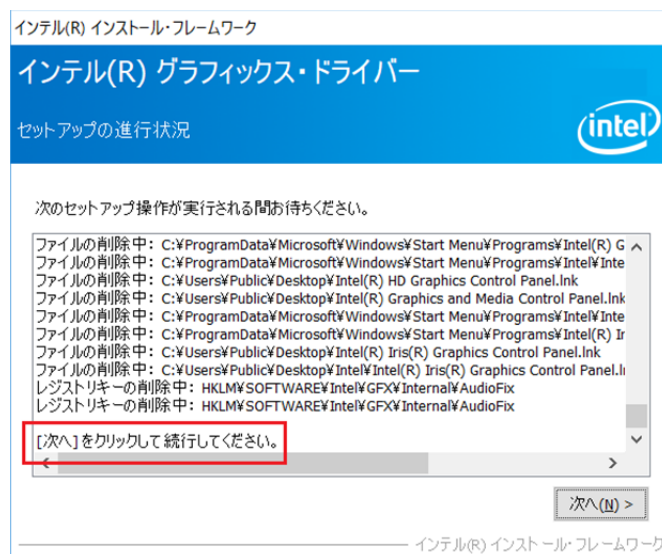 インテル(R) インストール・フレームワーク
インテル(R) グラフィックス・ドライバー
セットアップの進行状況
intel
次のセットアップ操作が実行される間お待ちください。
ファイルの削除中: C:¥ProgramData¥Microsoft¥Windows¥Start Menu¥Programs¥Intel(R) G
ファイルの削除中: C:¥ProgramData¥Microsoft¥Windows¥Start Menu¥Programs¥Intel¥Inte
ファイルの削除中: C:¥Users¥Public¥Desktop¥Intel(R) HD Graphics Control Panel.lnk
ファイルの削除中: C:¥Users¥Public¥Desktop¥Intel(R) Graphics and Media Control Panel.lnk
ファイルの削除中: C:¥ProgramData¥Microsoft¥Windows¥Start Menu¥Programs¥Intel¥Inte
ファイルの削除中: C:¥ProgramData¥Microsoft¥Windows¥Start Menu¥Programs¥Intel(R) Ir
ファイルの削除中: C:¥Users¥Public¥Desktop¥Intel(R) Iris(R) Graphics Control Panel.lnk
ファイルの削除中: C:¥Users¥Public¥Desktop¥Intel¥Intel(R) Iris(R) Graphics Control Panel.l
レジストリキーの削除中: HKLM¥SOFTWARE¥Intel¥GFX¥Internal¥AudioFix
レジストリキーの削除中: HKLM¥SOFTWARE¥Intel¥GFX¥Internal¥AudioFix
[次へ]をクリックして続行してください。
次へ(N) >
インテル(R) インストール・フレームワーク